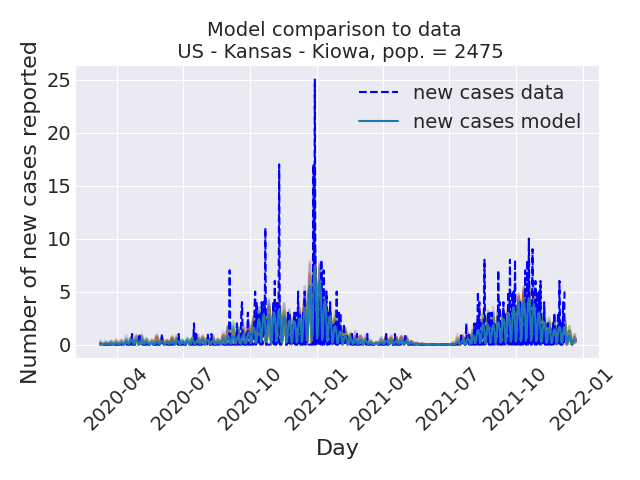 Model comparison to data
US - Kansas - Kiowa, pop. = 2475
Number of new cases reported
25
20
15
10
5
0
new cases data
new cases model
2020-04
2020-07
2020-10
2021-01
2021-04
2021-07
2021-10
2022-01
Day